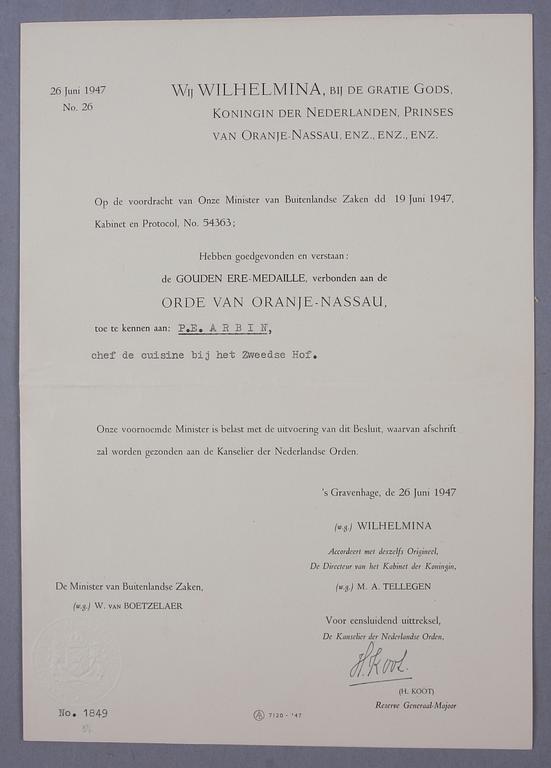 26 Juni 1947
No. 26
Wij WILHELMINA, bij de gratie Gods,
Koningin der Nederlanden, Prinses
van Oranje-Nassau, enz., enz., enz.
Op de voordracht van Onze Minister van Buitenlandse Zaken dd 19 Juni 1947,
Kabinet en Protocol, No. 54363;
Hebben goedgevonden en verstaan:
de GOUDEN ERE-MEDAILLE, verbonden aan de
ORDE VAN ORANJE-NASSAU,
toe te kennen aan: P.E. A R B I N,
chef de cuisine bij het Zweedse Hof.
Onze voornoemde Minister is belast met de uitvoering van dit Besluit, waarvan afschrift
zal worden gezonden aan de Kanselier der Nederlandse Orden.
's Gravenhage, de 26 Juni 1947
(w.g.) WILHELMINA
Accordeert met deszelfs Origineel,
De Directeur van het Kabinet der Koningin,
De Minister van Buitenlandse Zaken,
(w.g.) M. A. TELLEGEN
(w.g.) W. van BOETZELAER
Voor eensluidend uittreksel,
De Kanselier der Nederlandse Orden,
H. Koot.
(H. KOOT)
Reserve Generaal-Majoor
No. 1849
7120 - '47